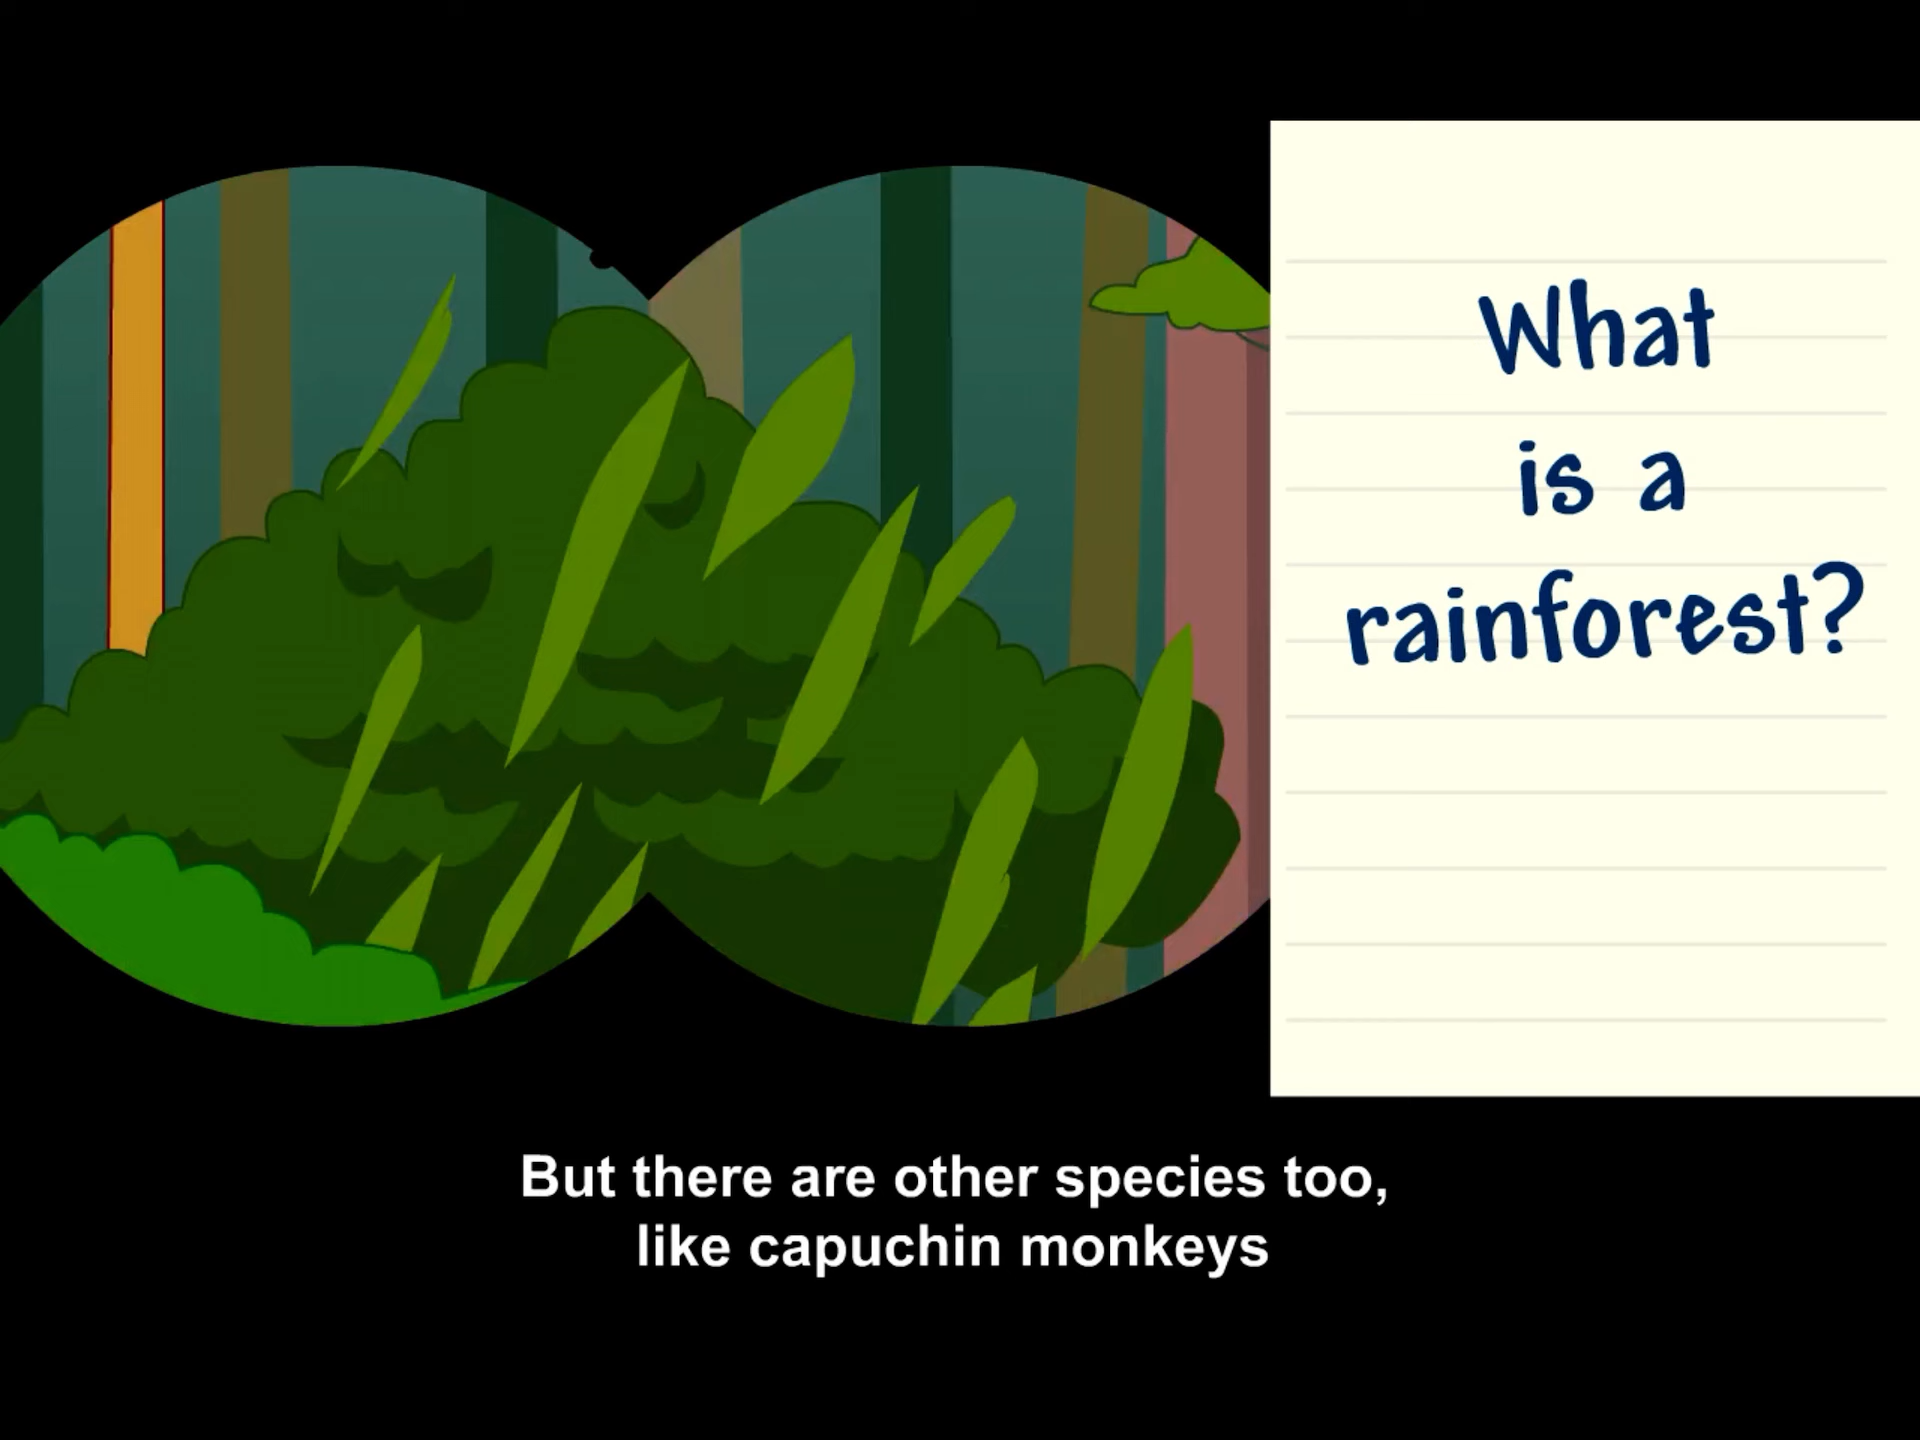 What
is a
rainforest?
But there are other species too,
like capuchin monkeys